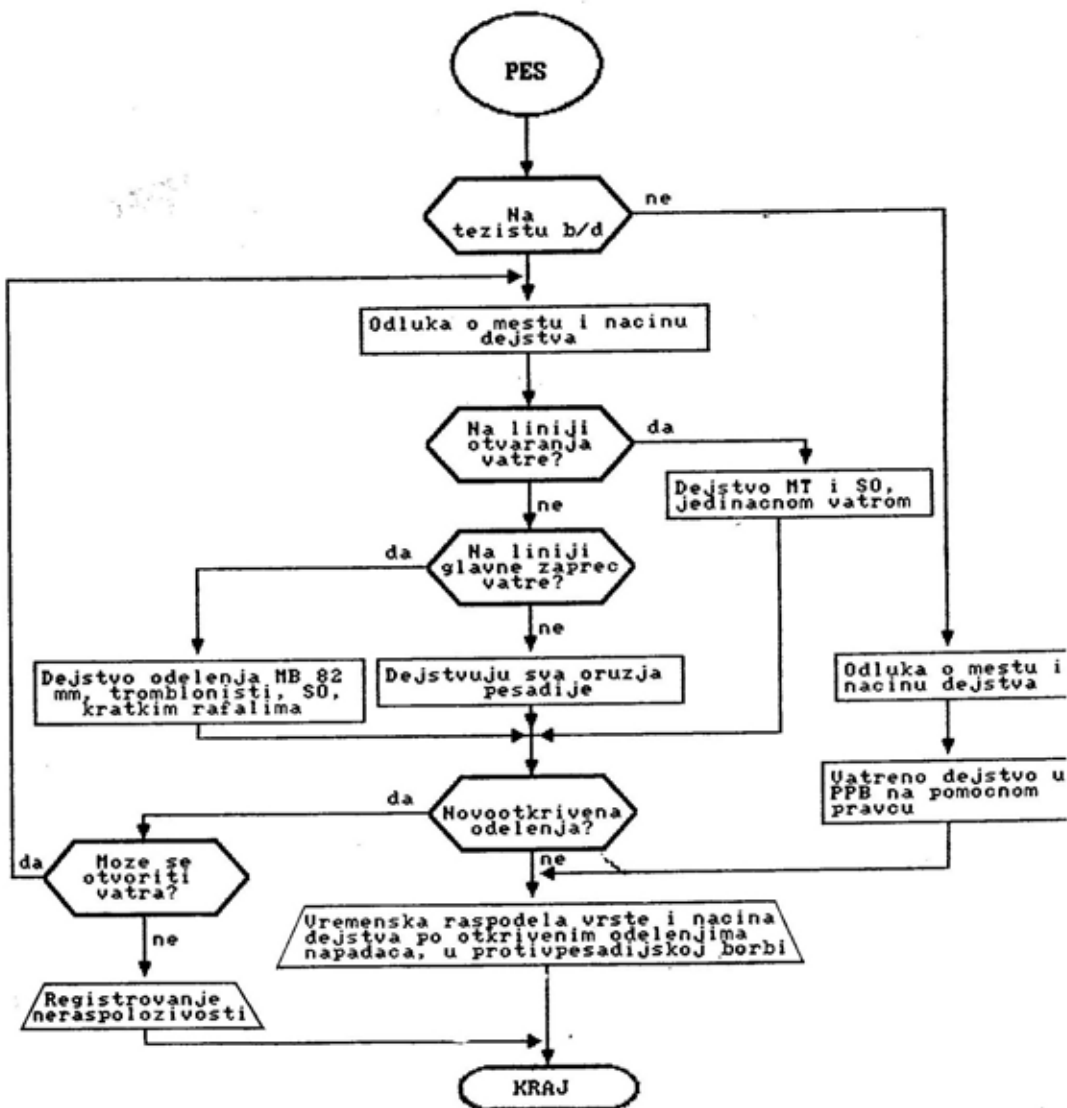 PES
Na
tezistu b/d
ne
Odluka o mestu i nacinu
dejstva
Na liniji
otvaranja
vatre?
da
ne
Dejstvo MT i SO,
jedinacnom vatrom
Na liniji
glavne zaprec
vatre?
da
ne
Dejstvo odelenja MB 82
mm, tromblonisti, SO,
kratkim rafalima
Dejstvuju sva oruzja
pesadije
Odluka o mestu i
nacinu dejstva
Vatreno dejstvo u
PPB na pomocnom
pravcu
Novootkrivena
odelenja?
da
ne
Moze se
otvoriti
vatra?
da
ne
Vremenska raspodela vrste i nacina
dejstva po otkrivenim odelenjima
napadaca, u protivpesadijskoj borbi
Registrovanje
neraspolozivosti
KRAJ